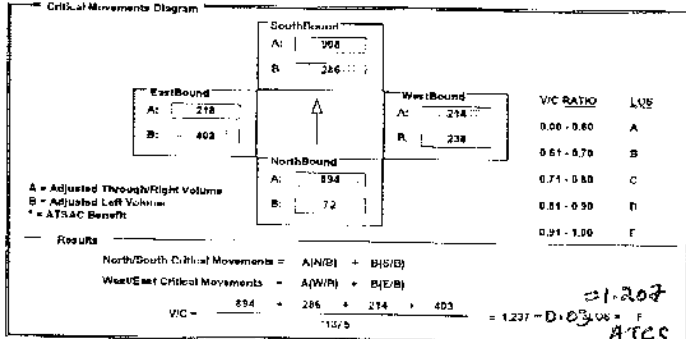 Critical Movements Diagram
SouthBound
A: 998
B: 286
EastBound
A: 218
B: 403
WestBound
A: 214
B: 238
NorthBound
A: 894
B: 72
V/C RATIO LOS
0.00 - 0.60 A
0.61 - 0.70 B
0.71 - 0.80 C
0.81 - 0.90 D
0.91 - 1.00 E
A = Adjusted Through/Right Volume
B = Adjusted Left Volume
* = ATSAC Benefit
Results
North/South Critical Movements = A(N/B) + B(S/B)
West/East Critical Movements = A(W/B) + B(E/B)
V/C = 894 + 286 + 214 + 403 = 1.237 F
=1.207
ATCS